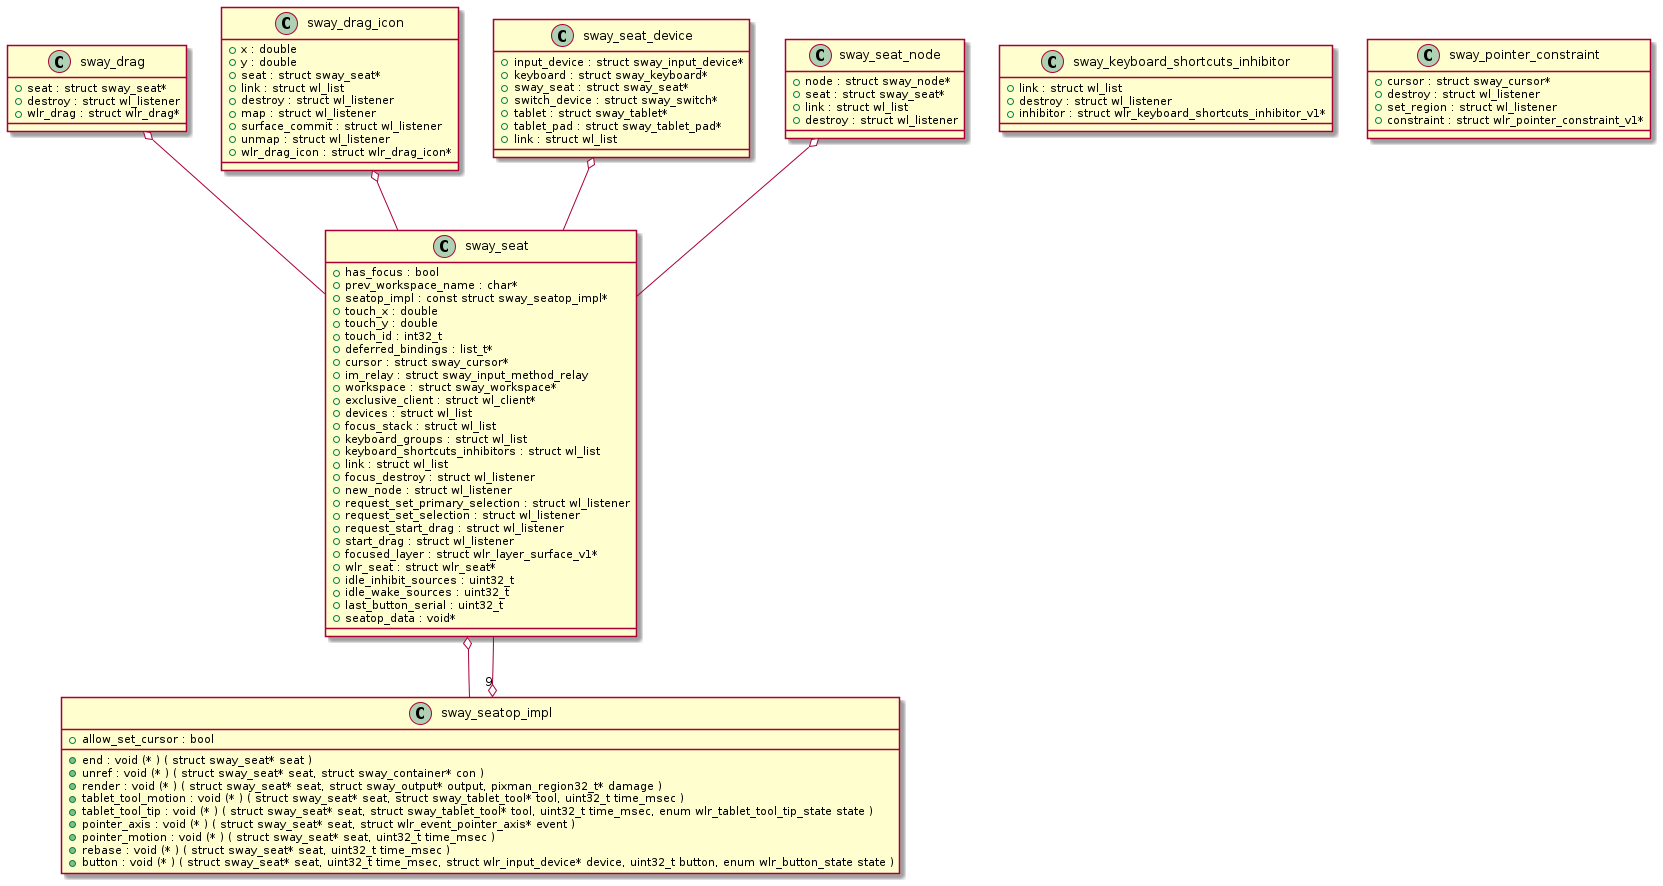 C sway_drag
seat : struct sway_seat*
destroy : struct wl_listener
wlr_drag : struct wlr_drag*
C sway_drag_icon
x : double
y : double
seat : struct sway_seat*
link : struct wl_list
destroy : struct wl_listener
map : struct wl_listener
surface_commit : struct wl_listener
unmap : struct wl_listener
wlr_drag_icon : struct wlr_drag_icon*
C sway_seat_device
input_device : struct sway_input_device*
keyboard : struct sway_keyboard*
sway_seat : struct sway_seat*
switch_device : struct sway_switch*
tablet : struct sway_tablet*
tablet_pad : struct sway_tablet_pad*
link : struct wl_list
C sway_seat_node
node : struct sway_node*
seat : struct sway_seat*
link : struct wl_list
destroy : struct wl_listener
C sway_keyboard_shortcuts_inhibitor
link : struct wl_list
destroy : struct wl_listener
inhibitor : struct wlr_keyboard_shortcuts_inhibitor_v1*
C sway_pointer_constraint
cursor : struct sway_cursor*
destroy : struct wl_listener
set_region : struct wl_listener
constraint : struct wlr_pointer_constraint_v1*
C sway_seat
has_focus : bool
prev_workspace_name : char*
seatop_impl : const struct sway_seatop_impl*
touch_x : double
touch_y : double
touch_id : int32_t
deferred_bindings : list_t*
cursor : struct sway_cursor*
im_relay : struct sway_input_method_relay
workspace : struct sway_workspace*
exclusive_client : struct wl_client*
devices : struct wl_list
focus_stack : struct wl_list
keyboard_groups : struct wl_list
keyboard_shortcuts_inhibitors : struct wl_list
link : struct wl_list
focus_destroy : struct wl_listener
new_node : struct wl_listener
request_set_primary_selection : struct wl_listener
request_set_selection : struct wl_listener
request_start_drag : struct wl_listener
start_drag : struct wl_listener
focused_layer : struct wlr_layer_surface_v1*
wlr_seat : struct wlr_seat*
idle_inhibit_sources : uint32_t
idle_wake_sources : uint32_t
last_button_serial : uint32_t
seatop_data : void*
9
C sway_seatop_impl
allow_set_cursor : bool
end : void (* ) ( struct sway_seat* seat )
unref : void (* ) ( struct sway_seat* seat, struct sway_container* con )
render : void (* ) ( struct sway_seat* seat, struct sway_output* output, pixman_region32_t* damage )
tablet_tool_motion : void (* ) ( struct sway_seat* seat, struct sway_tablet_tool* tool, uint32_t time_msec )
tablet_tool_tip : void (* ) ( struct sway_seat* seat, struct sway_tablet_tool* tool, uint32_t time_msec, enum wlr_tablet_tool_tip_state state )
pointer_axis : void (* ) ( struct sway_seat* seat, struct wlr_event_pointer_axis* event )
pointer_motion : void (* ) ( struct sway_seat* seat, uint32_t time_msec )
rebase : void (* ) ( struct sway_seat* seat, uint32_t time_msec )
button : void (* ) ( struct sway_seat* seat, uint32_t time_msec, struct wlr_input_device* device, uint32_t button, enum wlr_button_state state )